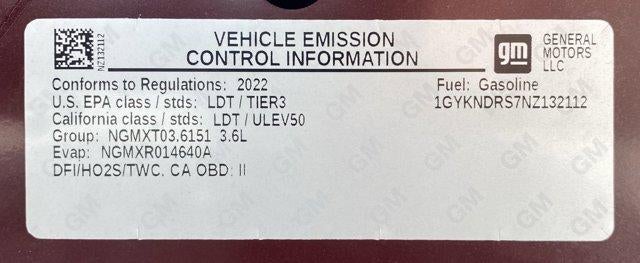 VEHICLE EMISSION
CONTROL INFORMATION
gm
GENERAL
MOTORS
LLC
NZ132112
Conforms to Regulations: 2022
Fuel: Gasoline
U.S. EPA class / stds: LDT / TIER3
1GYKNDRS7NZ132112
California class / stds: LDT / ULEV50
Group: NGMXT03.6151 3.6L
Evap: NGMXR014640A
DFI/HO2S/TWC, CA OBD: II